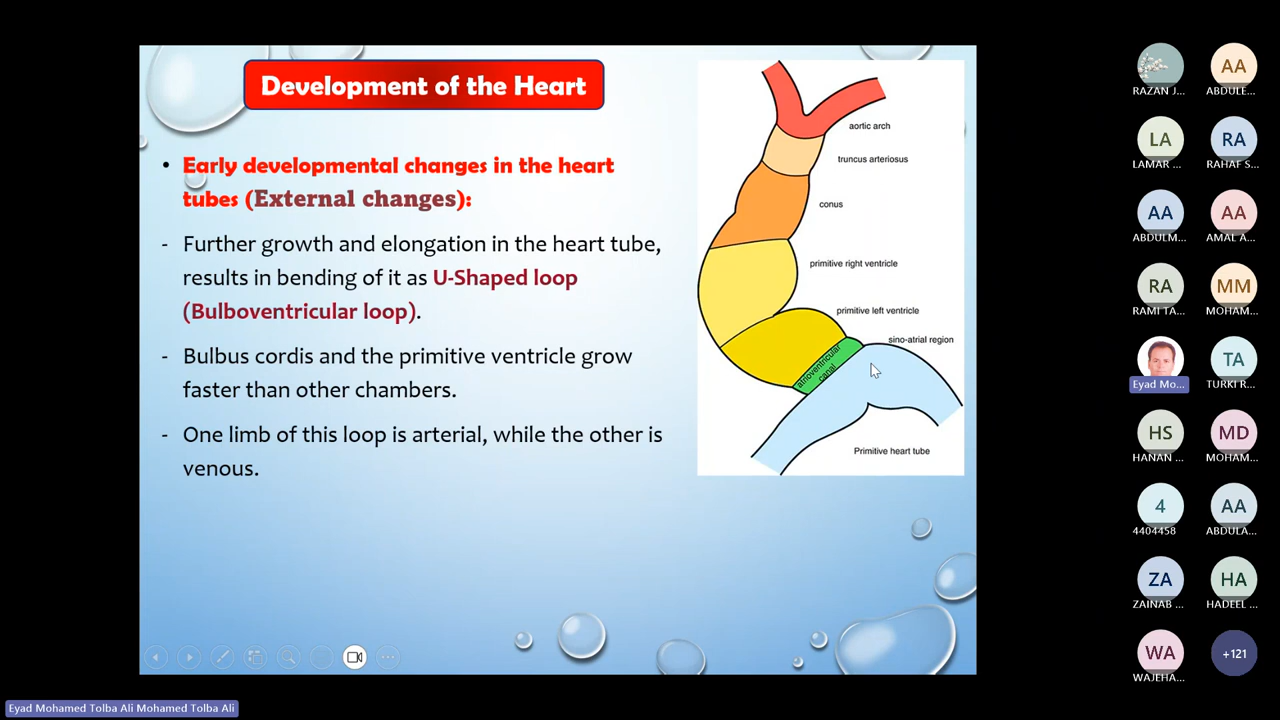 Development of the Heart
• Early developmental changes in the heart
tubes (External changes):
- Further growth and elongation in the heart tube,
results in bending of it as U-Shaped loop
(Bulboventricular loop).
- Bulbus cordis and the primitive ventricle grow
faster than other chambers.
- One limb of this loop is arterial, while the other is
venous.
aortic arch
truncus arteriosus
conus
primitive right ventricle
primitive left ventricle
sino-atrial region
atrioventricular
canal
Primitive heart tube
RAZAN J...
AA
ABDULE...
LA
LAMAR ...
RA
RAHAF S...
AA
ABDULM...
AA
AMAL A...
RA
RAMI TA...
MM
MOHAM...
Eyad Mo...
TA
TURKI R...
HS
HANAN ...
MD
MOHAM...
4
4404458
AA
ABDULA...
ZA
ZAINAB ...
HA
HADEEL ...
WA
WAJEHA...
+121
Eyad Mohamed Tolba Ali Mohamed Tolba Ali